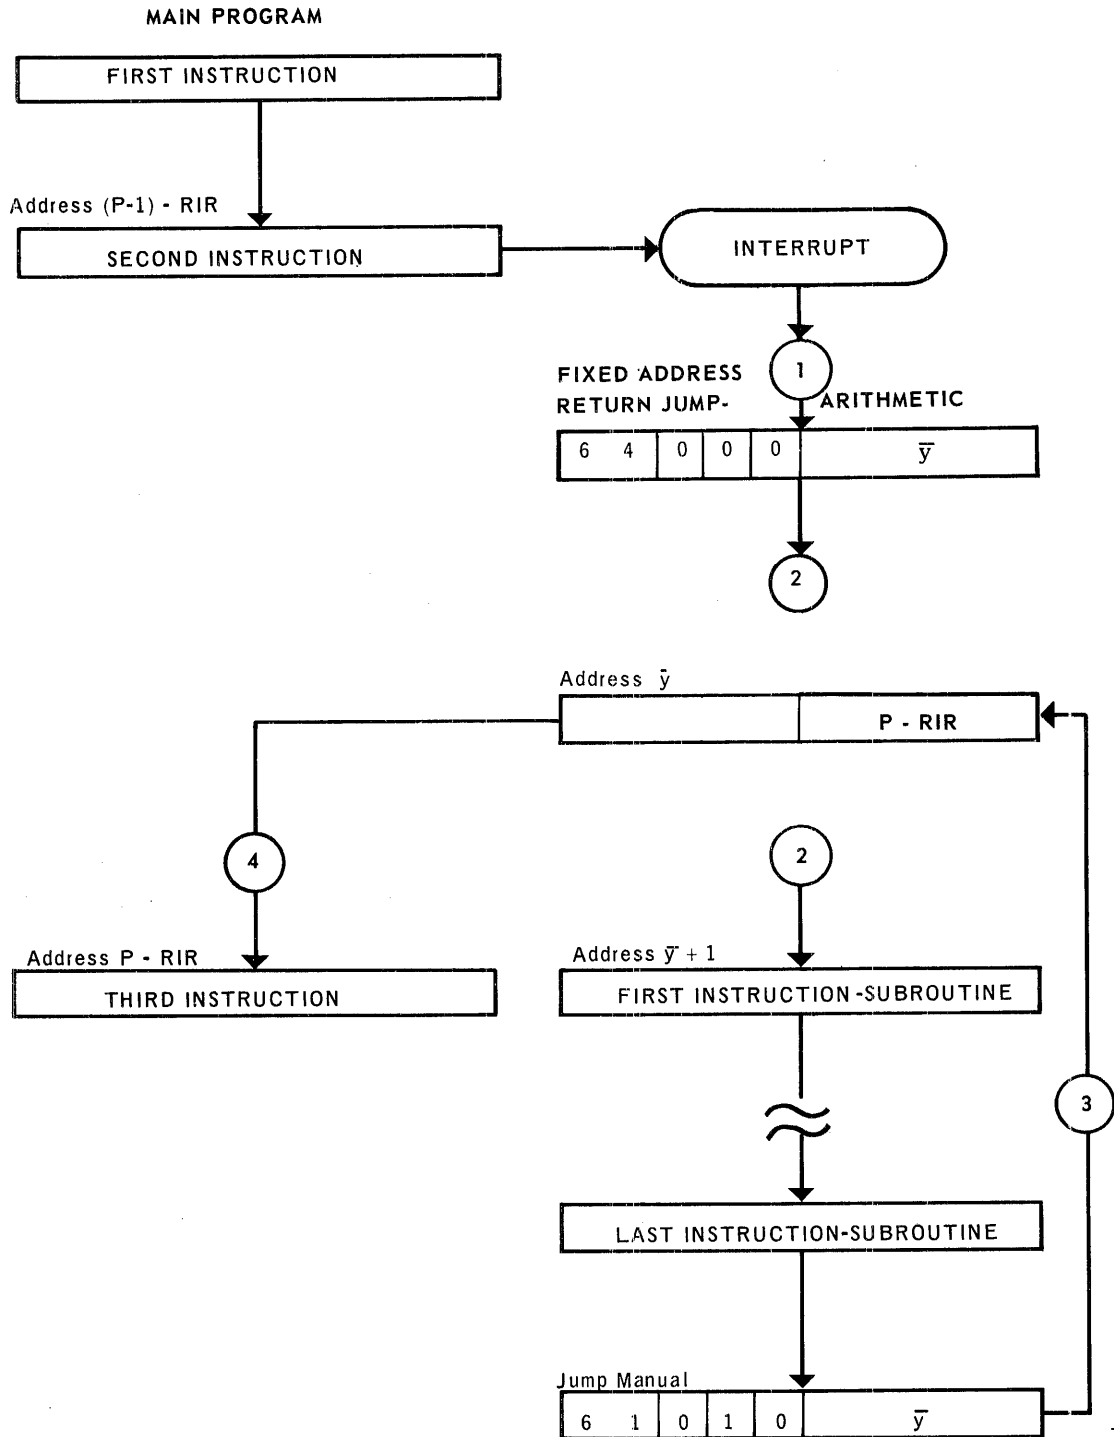 MAIN PROGRAM
FIRST INSTRUCTION
Address (P-1) - RIR
SECOND INSTRUCTION
INTERRUPT
1
FIXED ADDRESS
RETURN JUMP- ARITHMETIC
6 4 0 0 0 ȳ
2
Address ȳ
P - RIR
4
2
Address P - RIR
Address ȳ + 1
THIRD INSTRUCTION
FIRST INSTRUCTION-SUBROUTINE
3
LAST INSTRUCTION-SUBROUTINE
Jump Manual
6 1 0 1 0 ȳ